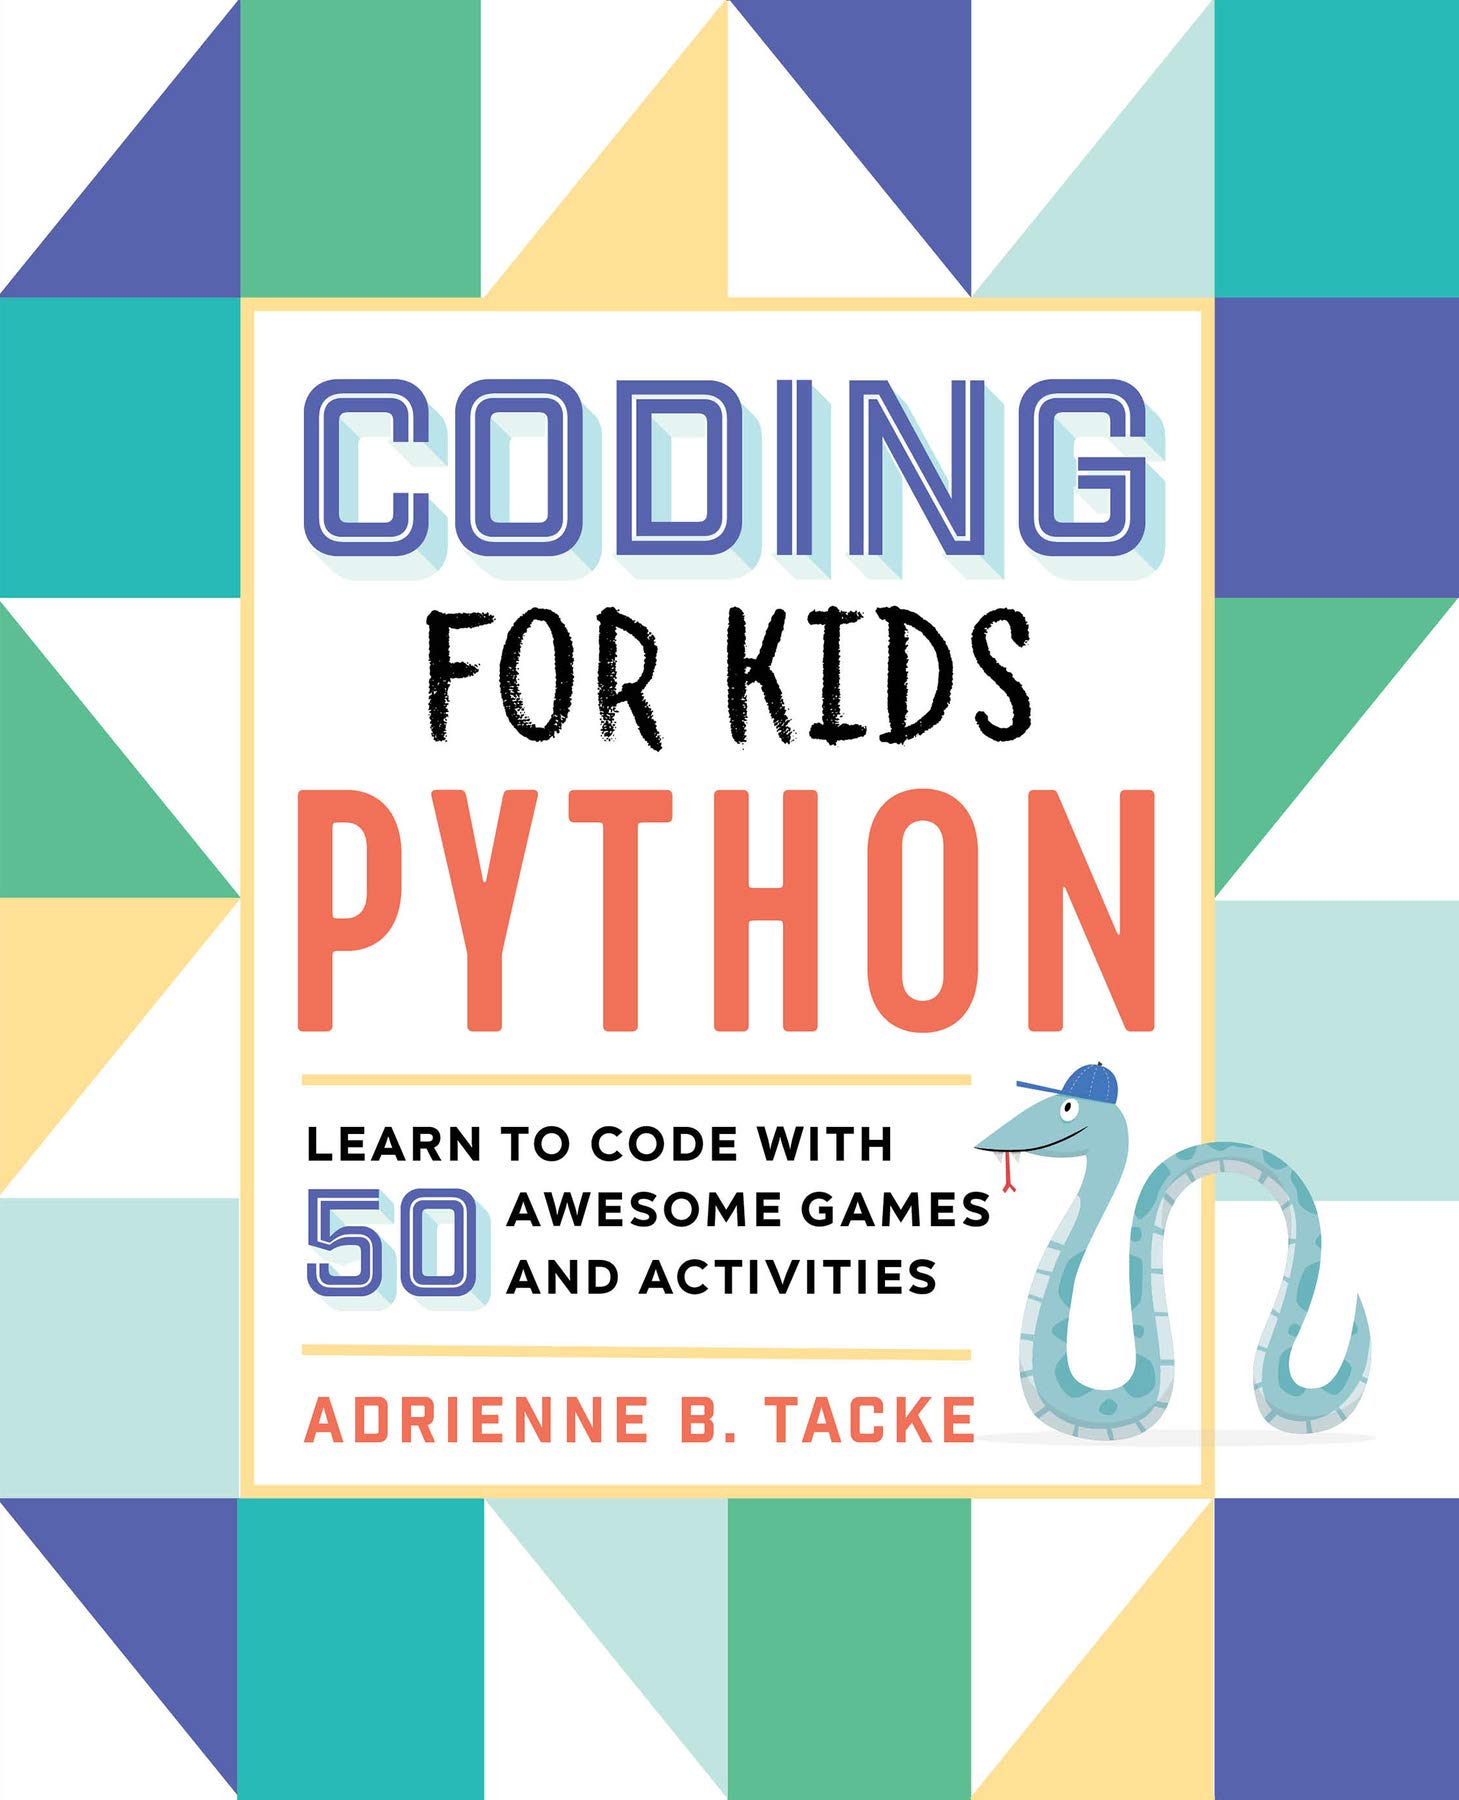 CODING
FOR KIDS
PYTHON
LEARN TO CODE WITH
50 AWESOME GAMES
AND ACTIVITIES
ADRIENNE B. TACKE